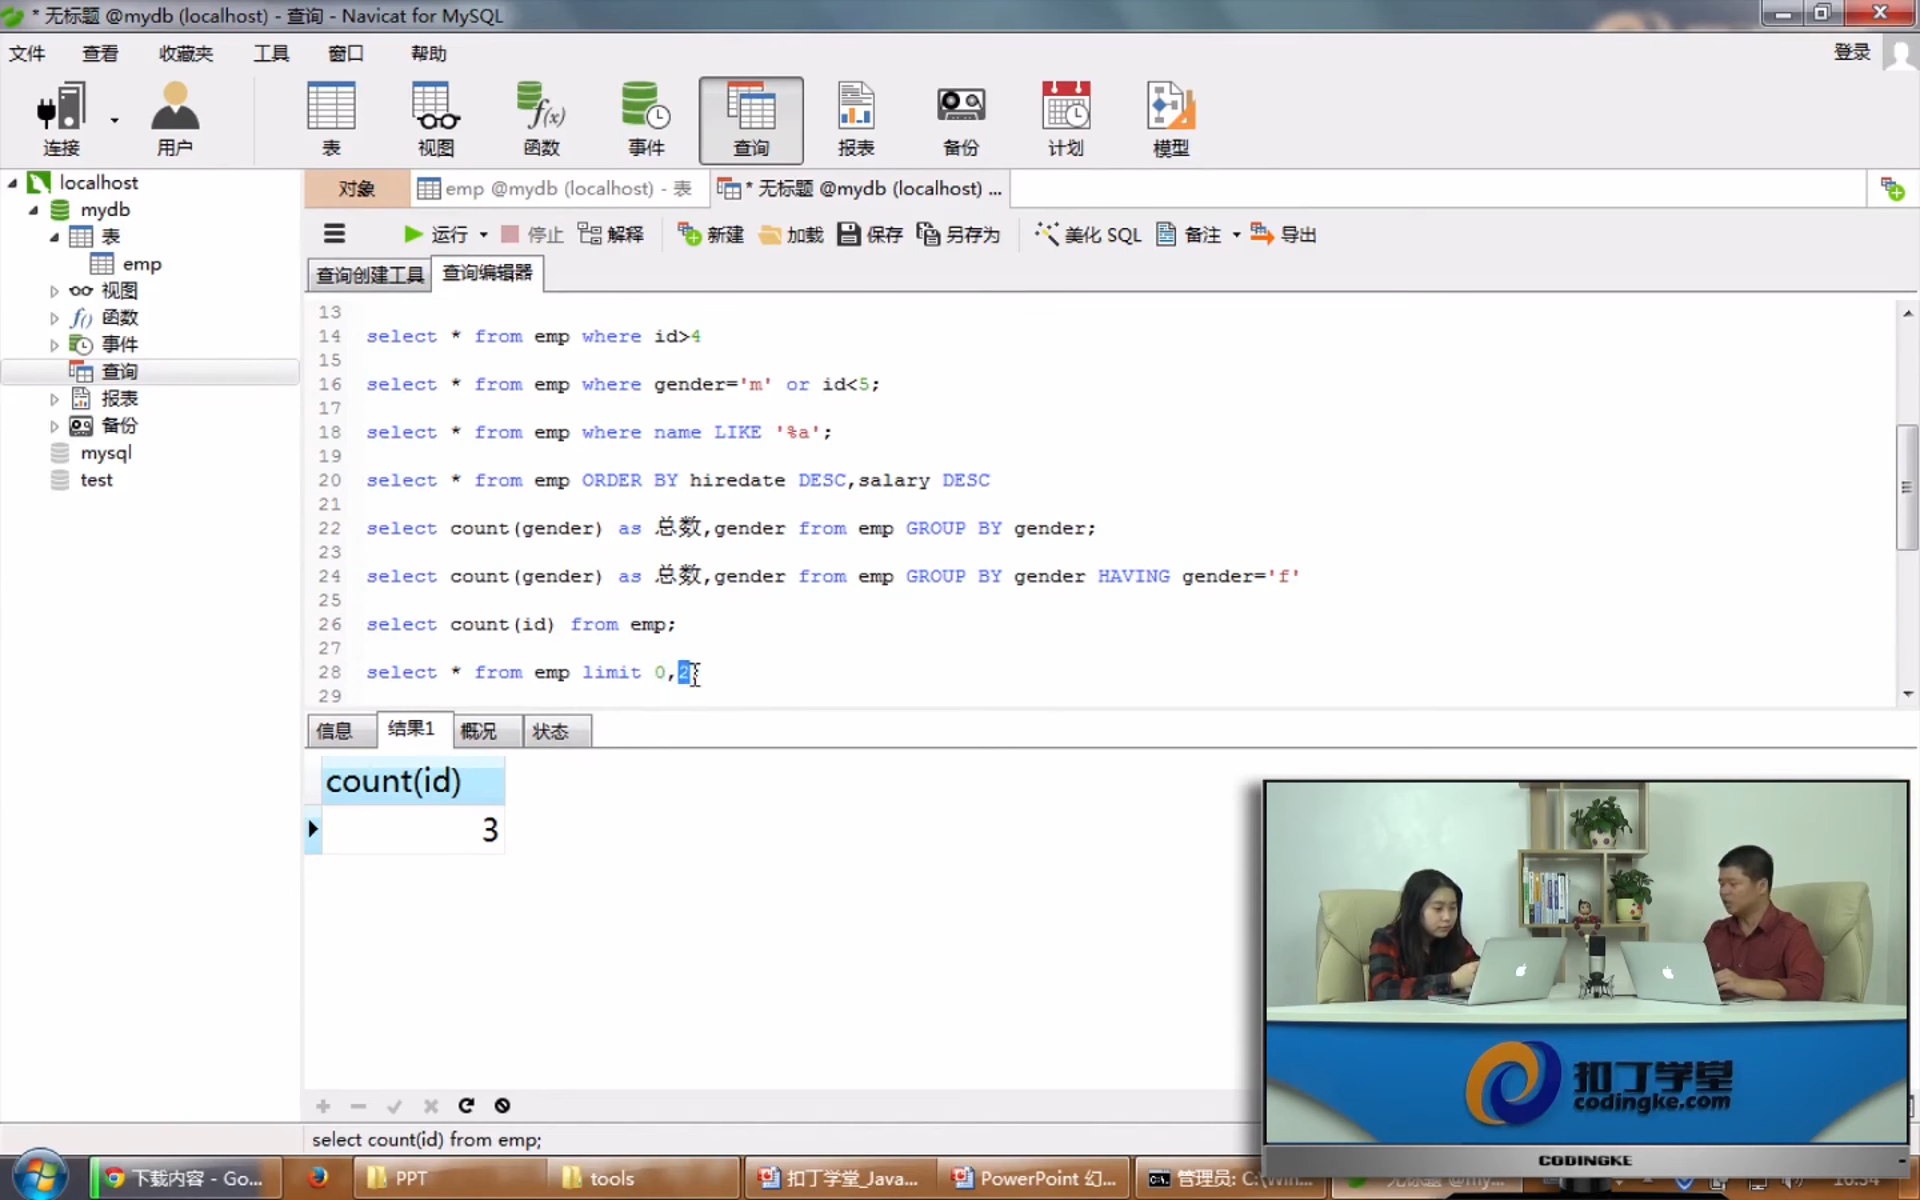 * 无标题 @mydb (localhost) - 查询 - Navicat for MySQL
文件 查看 收藏夹 工具 窗口 帮助 登录
连接 用户 表 视图 函数 事件 查询 报表 备份 计划 模型
localhost
mydb
表
emp
视图
函数
事件
查询
报表
备份
mysql
test
对象 emp @mydb (localhost) - 表 * 无标题 @mydb (localhost) ...
运行 停止 解释 新建 加载 保存 另存为 美化 SQL 备注 导出
查询创建工具 查询编辑器
13
14 select * from emp where id>4
15
16 select * from emp where gender='m' or id<5;
17
18 select * from emp where name LIKE '%a';
19
20 select * from emp ORDER BY hiredate DESC,salary DESC
21
22 select count(gender) as 总数,gender from emp GROUP BY gender;
23
24 select count(gender) as 总数,gender from emp GROUP BY gender HAVING gender='f'
25
26 select count(id) from emp;
27
28 select * from emp limit 0,2
29
信息 结果1 概况 状态
count(id)
3
select count(id) from emp;
扣丁学堂
codingke.com
CODINGKE
下载内容 - Go... PPT tools 扣丁学堂_Java... PowerPoint 幻... 管理员: C:\Win...